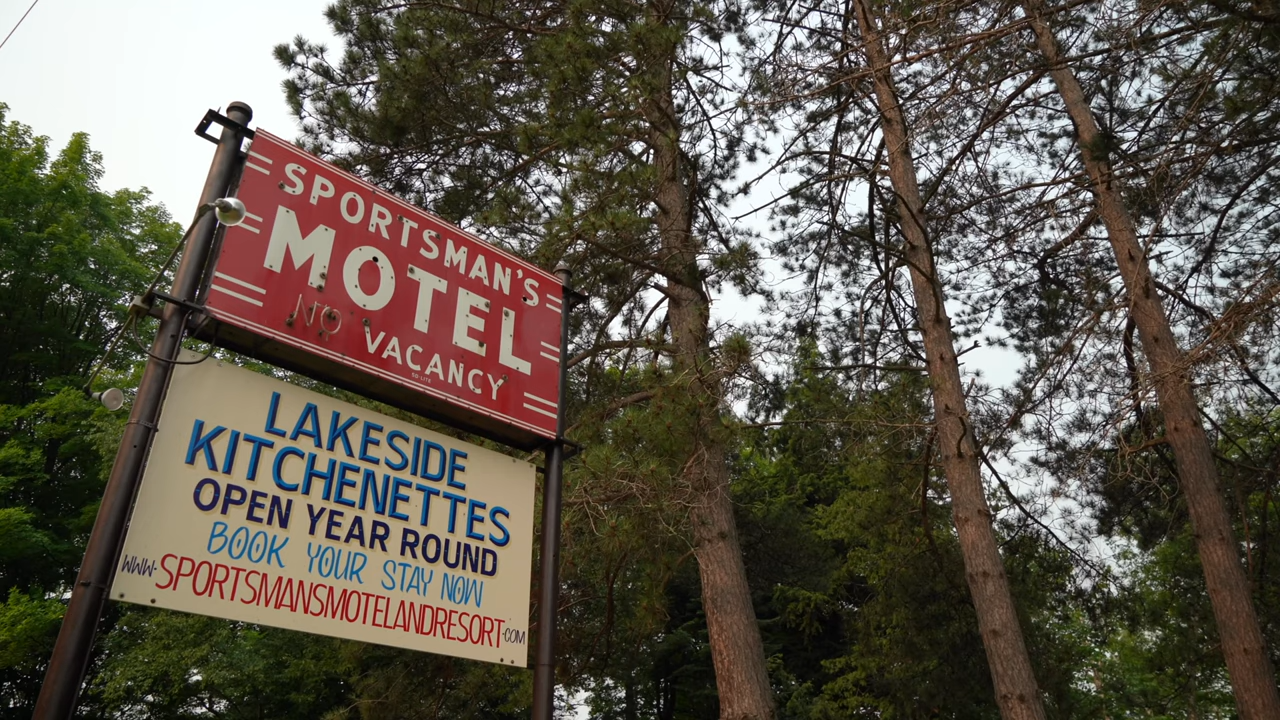 SPORTSMAN'S
MOTEL
NO VACANCY
LAKESIDE
KITCHENETTES
OPEN YEAR ROUND
BOOK YOUR STAY NOW
WWW.SPORTSMANSMOTELANDRESORT.COM